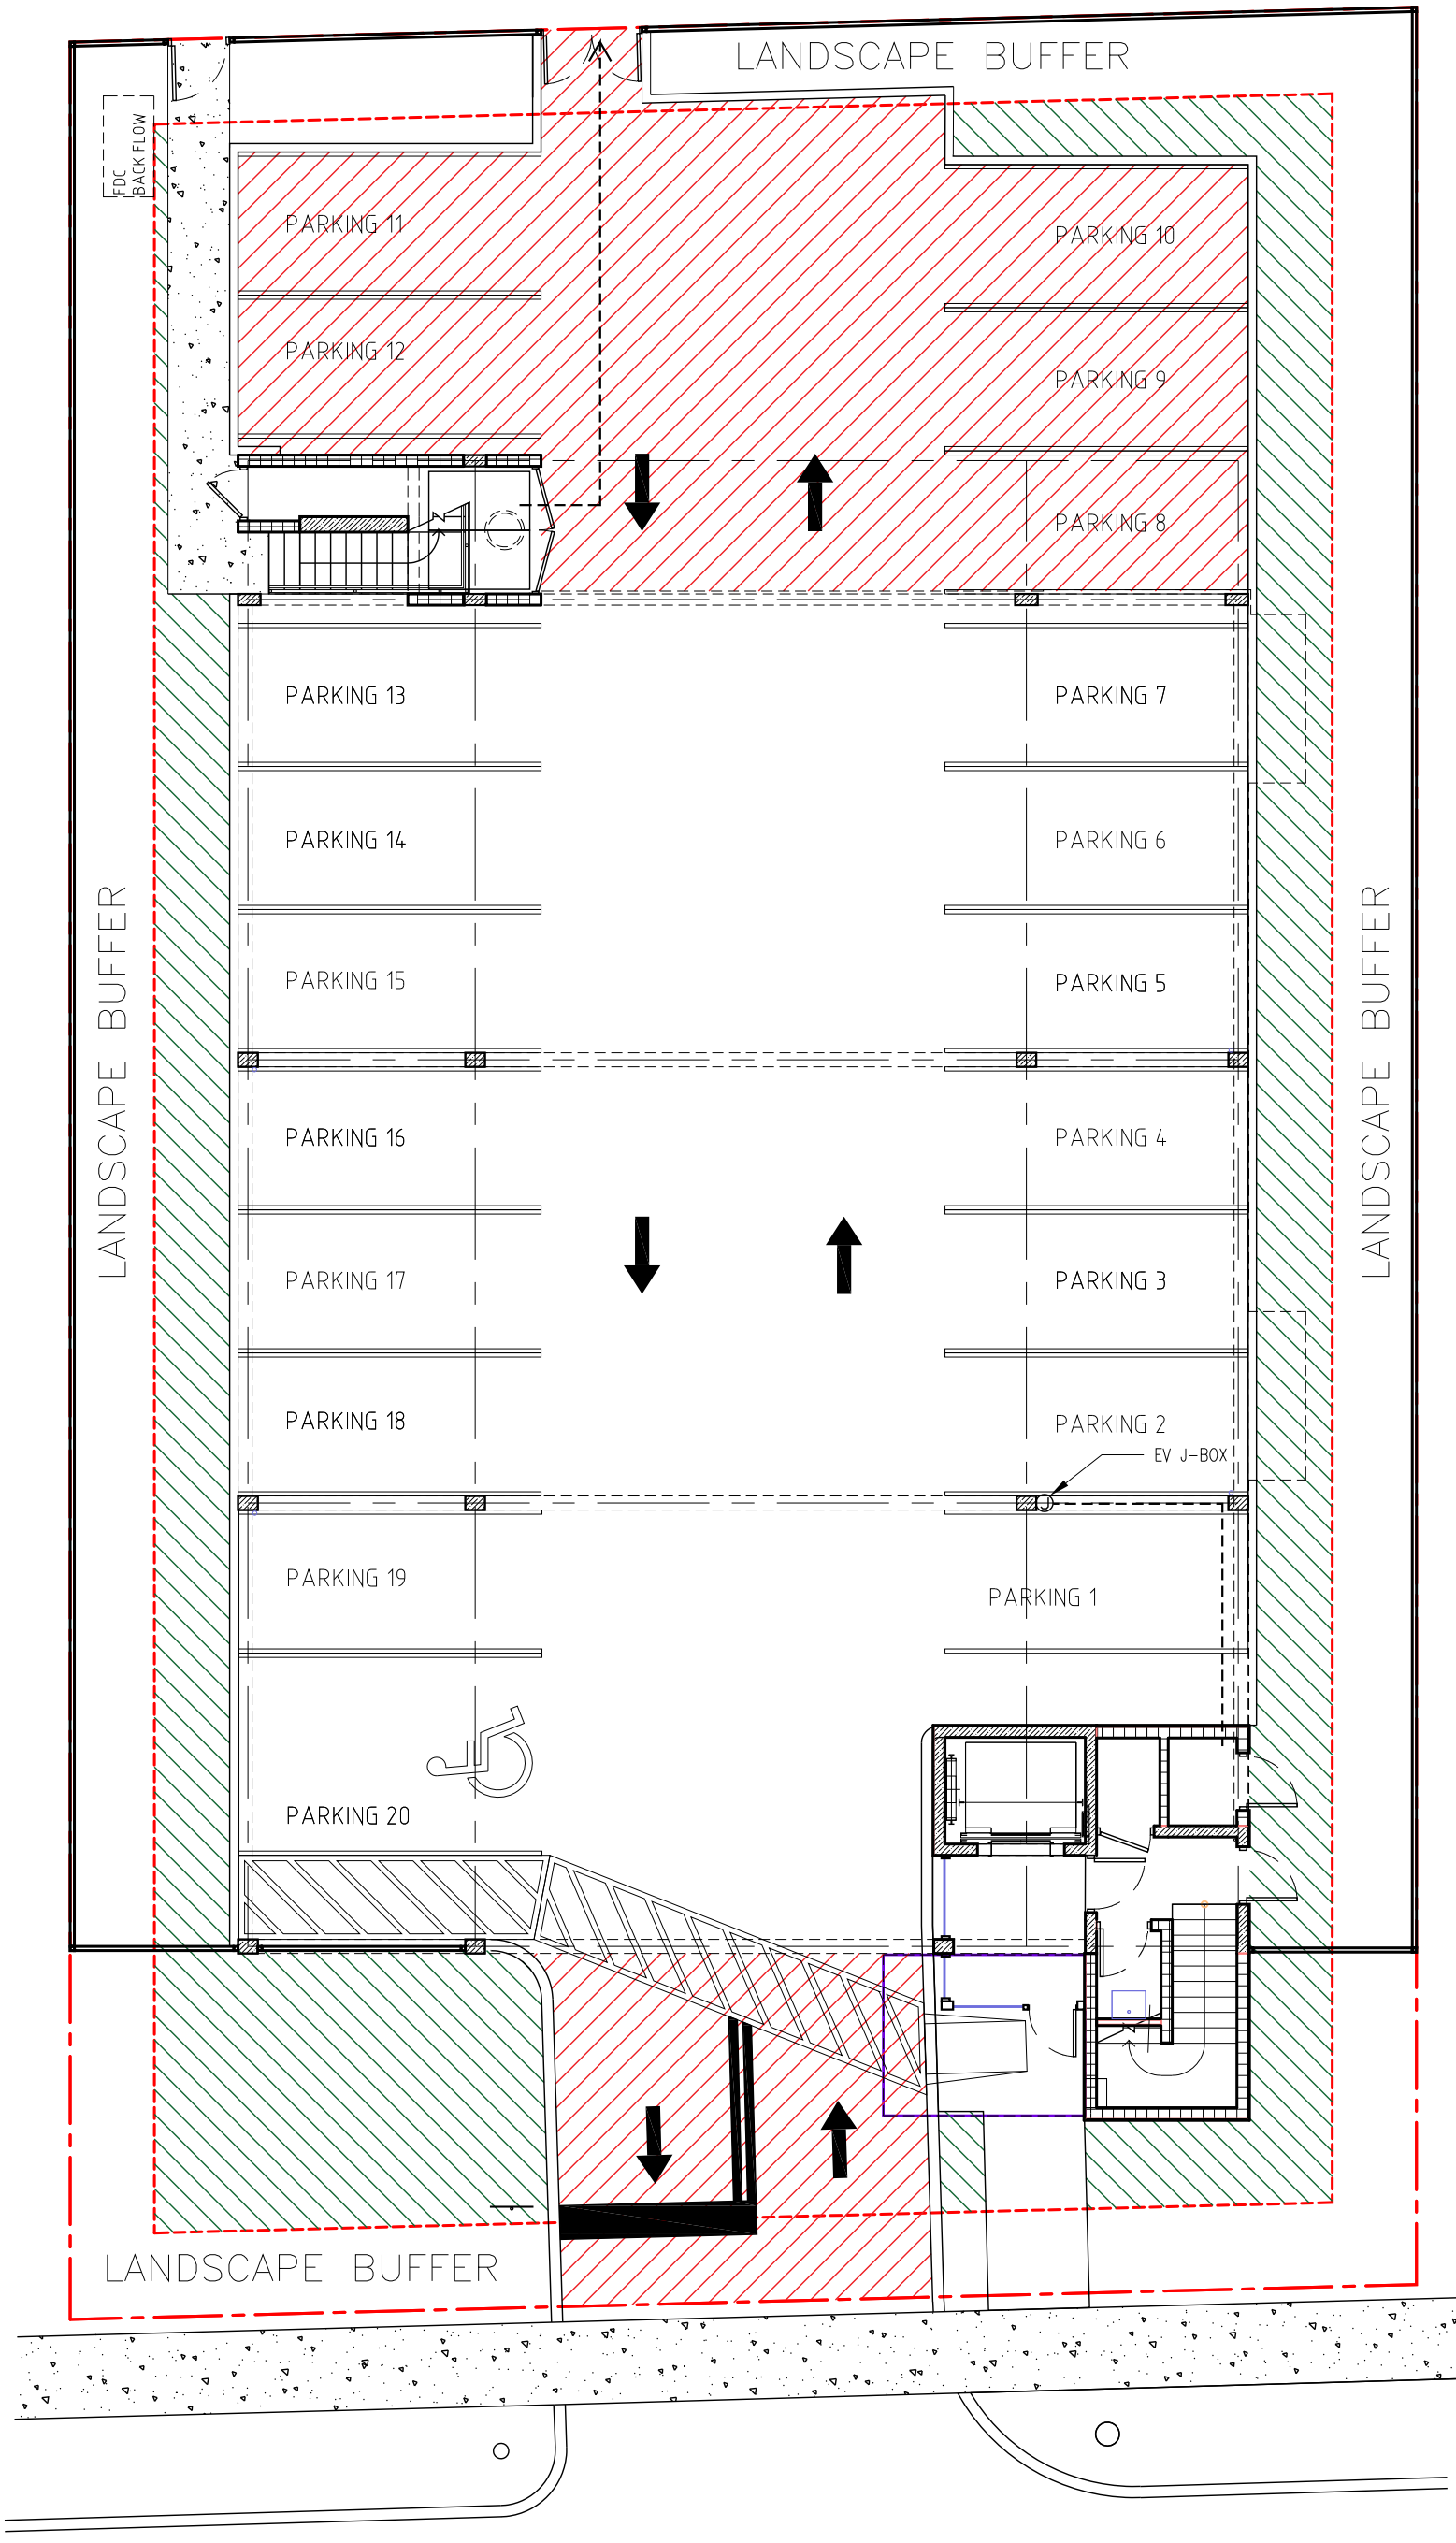 LANDSCAPE BUFFER
FDC
BACK FLOW
PARKING 11
PARKING 10
PARKING 12
PARKING 9
PARKING 8
PARKING 13
PARKING 7
PARKING 14
PARKING 6
LANDSCAPE BUFFER
LANDSCAPE BUFFER
PARKING 15
PARKING 5
PARKING 16
PARKING 4
PARKING 17
PARKING 3
PARKING 18
PARKING 2
EV J-BOX
J
PARKING 19
PARKING 1
PARKING 20
LANDSCAPE BUFFER